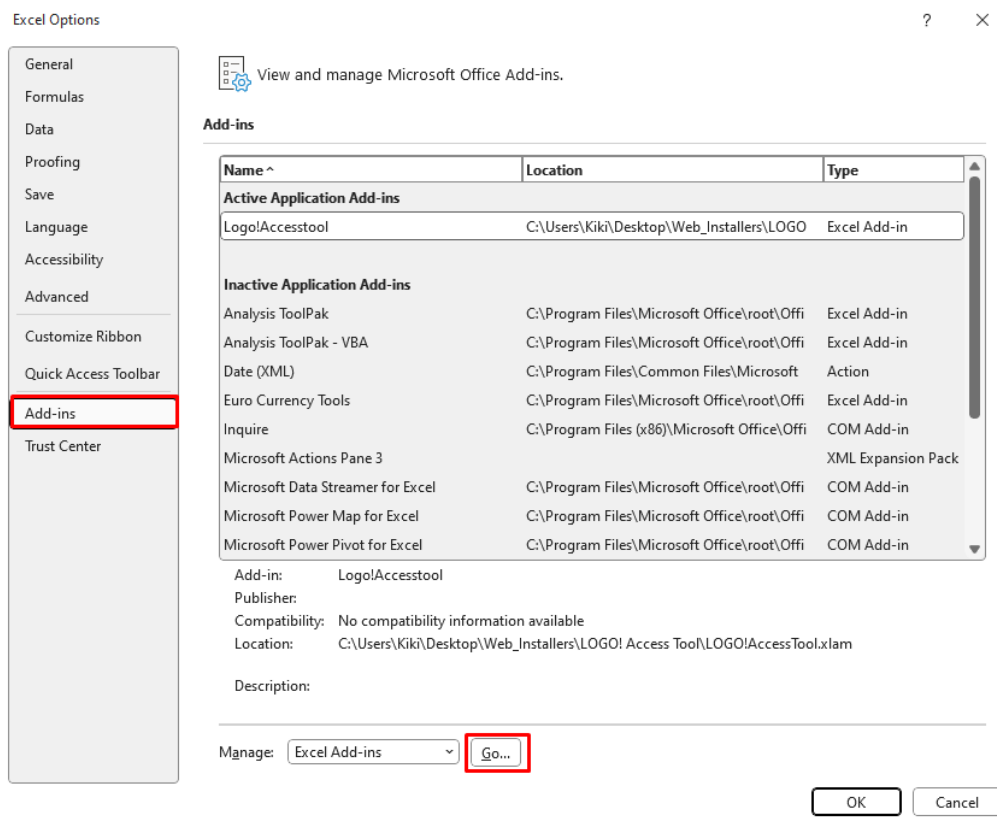 Excel Options ?
General
Formulas
Data
Proofing
Save
Language
Accessibility
Advanced
Customize Ribbon
Quick Access Toolbar
Add-ins
Trust Center
View and manage Microsoft Office Add-ins.
Add-ins
Name Location Type
Active Application Add-ins
Logo!Accesstool C:\Users\Kiki\Desktop\Web_Installers\LOGO Excel Add-in
Inactive Application Add-ins
Analysis ToolPak C:\Program Files\Microsoft Office\root\Offi Excel Add-in
Analysis ToolPak - VBA C:\Program Files\Microsoft Office\root\Offi Excel Add-in
Date (XML) C:\Program Files\Common Files\Microsoft Action
Euro Currency Tools C:\Program Files\Microsoft Office\root\Offi Excel Add-in
Inquire C:\Program Files (x86)\Microsoft Office\Offi COM Add-in
Microsoft Actions Pane 3 XML Expansion Pack
Microsoft Data Streamer for Excel C:\Program Files\Microsoft Office\root\Offi COM Add-in
Microsoft Power Map for Excel C:\Program Files\Microsoft Office\root\Offi COM Add-in
Microsoft Power Pivot for Excel C:\Program Files\Microsoft Office\root\Offi COM Add-in
Add-in: Logo!Accesstool
Publisher:
Compatibility: No compatibility information available
Location: C:\Users\Kiki\Desktop\Web_Installers\LOGO! Access Tool\LOGO!AccessTool.xlam
Description:
Manage: Excel Add-ins Go...
OK Cancel